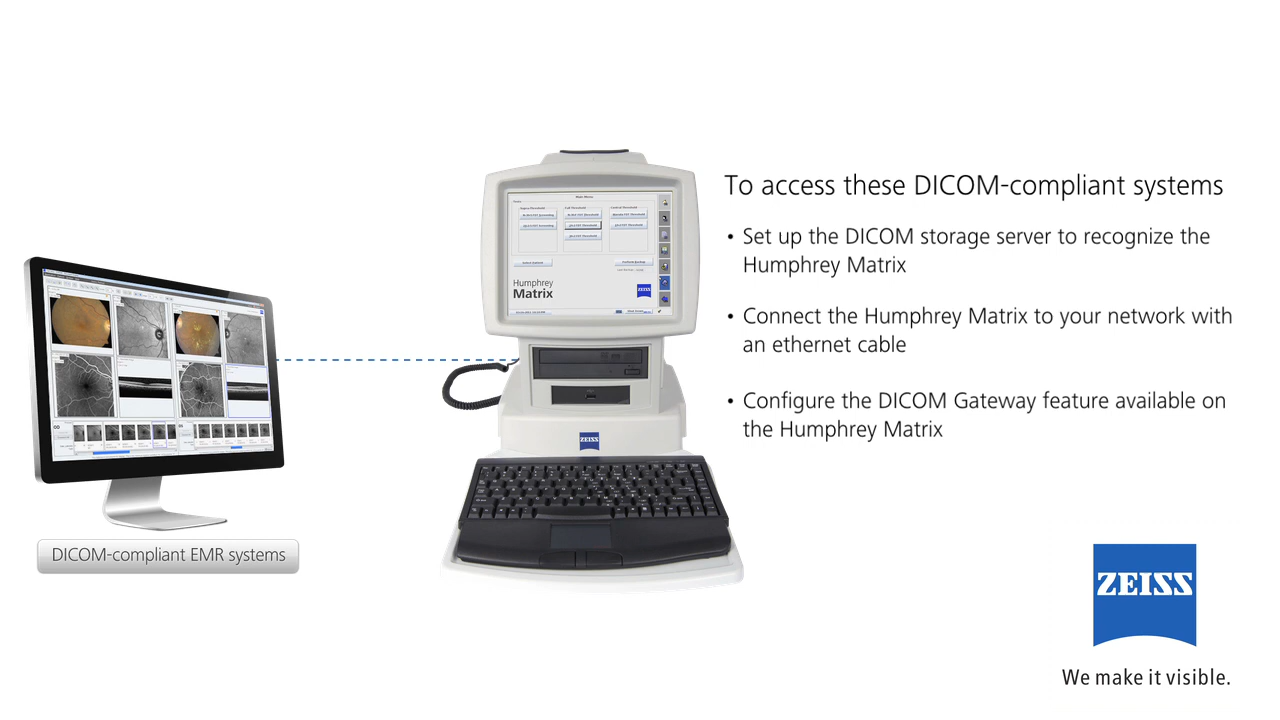 To access these DICOM-compliant systems
• Set up the DICOM storage server to recognize the
Humphrey Matrix
• Connect the Humphrey Matrix to your network with
an ethernet cable
• Configure the DICOM Gateway feature available on
the Humphrey Matrix
Main Menu
Humphrey
Matrix
ZEISS
ZEISS
DICOM-compliant EMR systems
ZEISS
We make it visible.